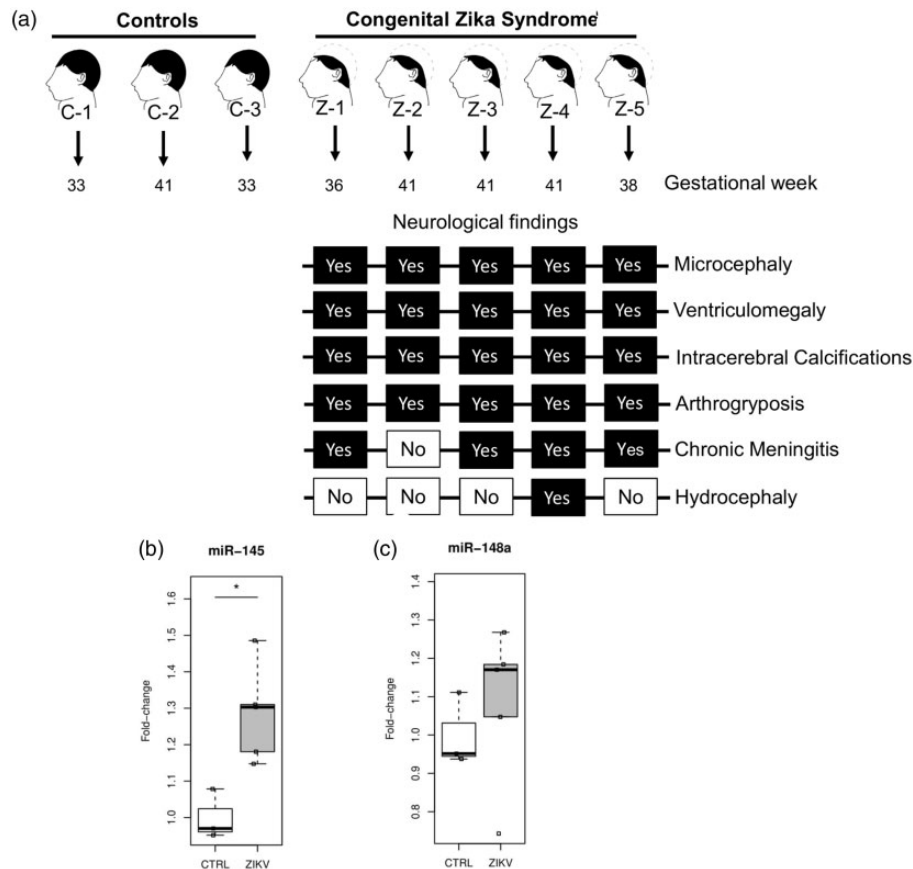 (a)
Controls
Congenital Zika Syndrome
C-1 C-2 C-3 Z-1 Z-2 Z-3 Z-4 Z-5
33 41 33 36 41 41 41 38 Gestational week
Neurological findings
Yes Yes Yes Yes Yes Microcephaly
Yes Yes Yes Yes Yes Ventriculomegaly
Yes Yes Yes Yes Yes Intracerebral Calcifications
Yes Yes Yes Yes Yes Arthrogryposis
Yes No Yes Yes Yes Chronic Meningitis
No No No Yes No Hydrocephaly
(b)
miR−145
*
Fold−change
1.6
1.5
1.4
1.3
1.2
1.0
CTRL ZIKV
(c)
miR−148a
Fold−change
1.4
1.3
1.2
1.1
1.0
0.9
0.8
CTRL ZIKV